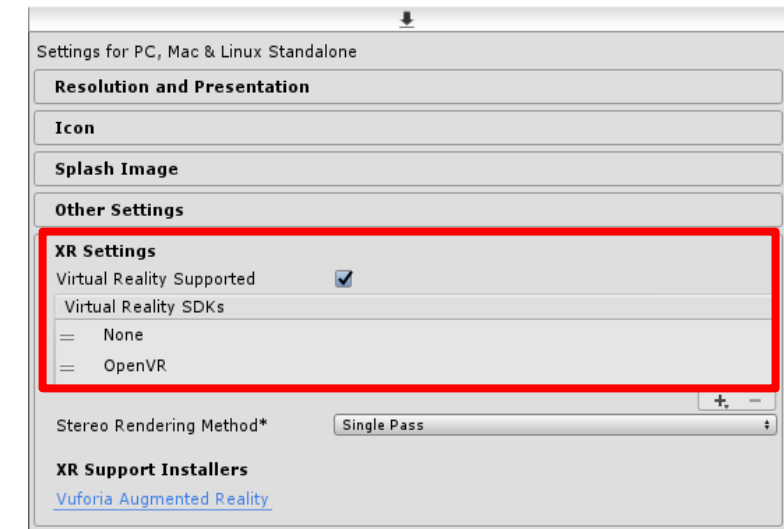 Settings for PC, Mac & Linux Standalone
Resolution and Presentation
Icon
Splash Image
Other Settings
XR Settings
Virtual Reality Supported
Virtual Reality SDKs
= None
= OpenVR
+ −
Stereo Rendering Method* Single Pass
XR Support Installers
Vuforia Augmented Reality